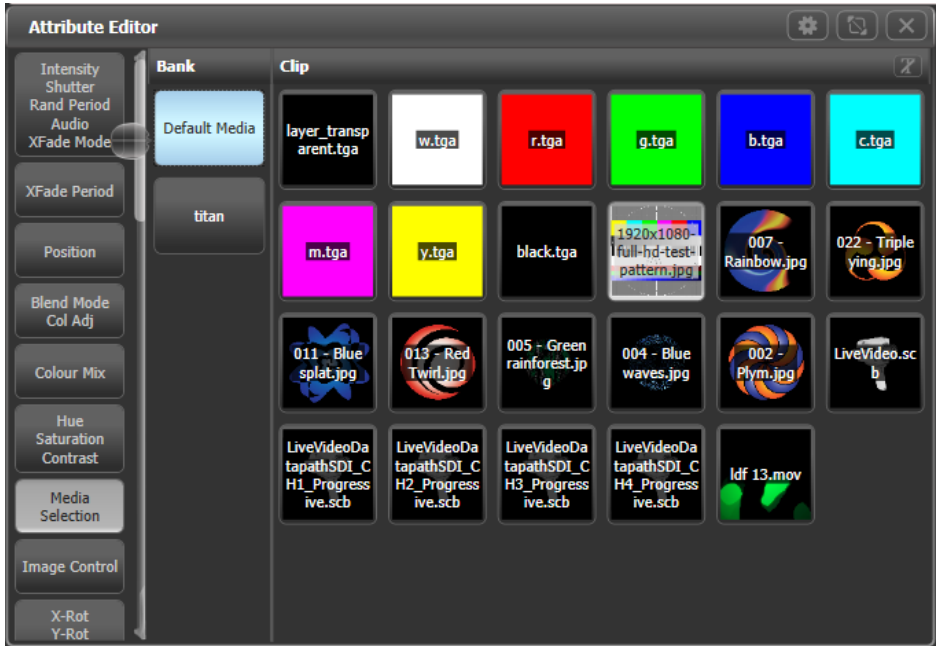 Attribute Editor
Intensity
Shutter
Rand Period
Audio
XFade Mode
XFade Period
Position
Blend Mode
Col Adj
Colour Mix
Hue
Saturation
Contrast
Media
Selection
Image Control
X-Rot
Y-Rot
Bank
Default Media
titan
Clip
layer_transp
arent.tga
w.tga
r.tga
g.tga
b.tga
c.tga
m.tga
y.tga
black.tga
1920x1080-
full-hd-test-
pattern.jpg
007 -
Rainbow.jpg
022 - Triple
ying.jpg
011 - Blue
splat.jpg
013 - Red
Twirl.jpg
005 - Green
rainforest.jp
g
004 - Blue
waves.jpg
002 -
Plym.jpg
LiveVideo.sc
b
LiveVideoDa
tapathSDI_C
H1_Progress
ive.scb
LiveVideoDa
tapathSDI_C
H2_Progress
ive.scb
LiveVideoDa
tapathSDI_C
H3_Progress
ive.scb
LiveVideoDa
tapathSDI_C
H4_Progress
ive.scb
ldf 13.mov